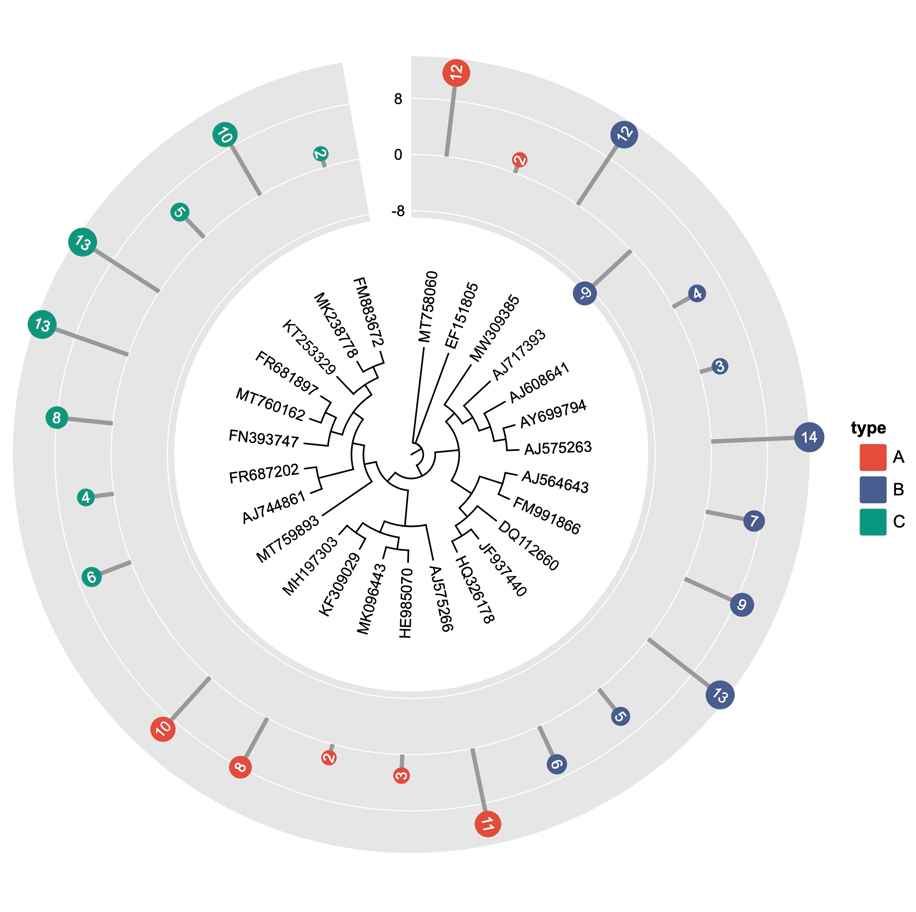 8
0
-8
12
2
12
-9
4
3
14
7
9
13
5
6
11
3
2
8
10
6
4
8
13
13
5
10
2
MT758060
EF151805
MW309385
AJ717393
AJ608641
AY699794
AJ575263
AJ564643
FM991866
DQ112660
JF937440
HQ326178
AJ575266
HE985070
MK096443
KF309029
MH197303
MT759893
AJ744861
FR687202
FN393747
MT760162
FR681897
KT253329
MK238778
FM883672
type
A
B
C